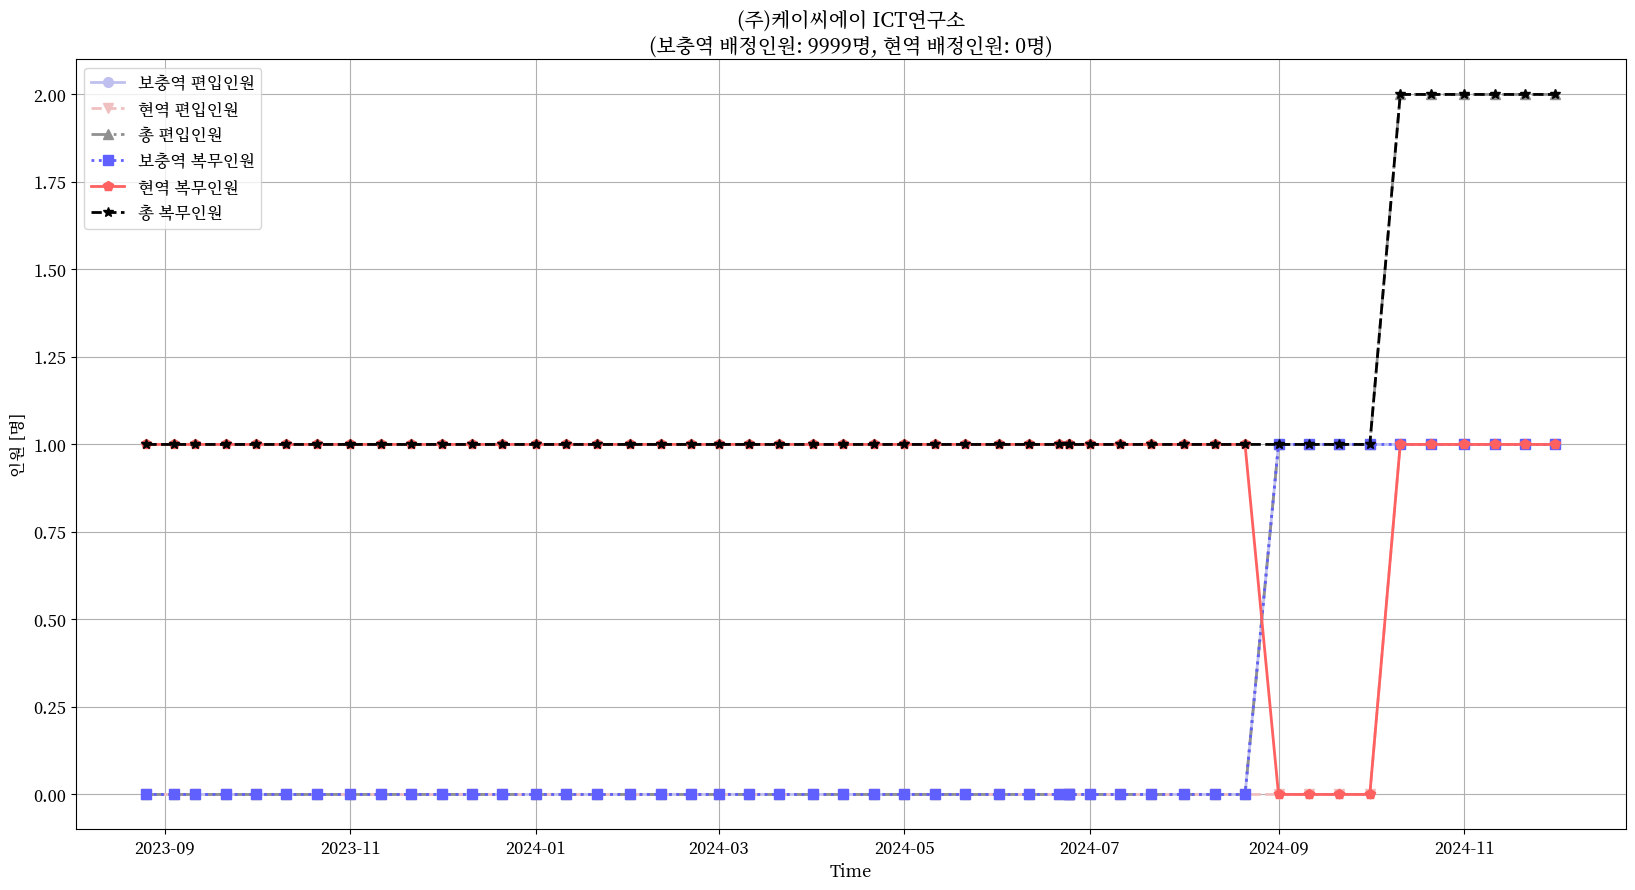 (주)케이씨에이 ICT연구소
(보충역 배정인원: 9999명, 현역 배정인원: 0명)
보충역 편입인원
현역 편입인원
총 편입인원
보충역 복무인원
현역 복무인원
총 복무인원
인원 [명]
2.00
1.75
1.50
1.25
1.00
0.75
0.50
0.25
0.00
2023-09 2023-11 2024-01 2024-03 2024-05 2024-07 2024-09 2024-11
Time